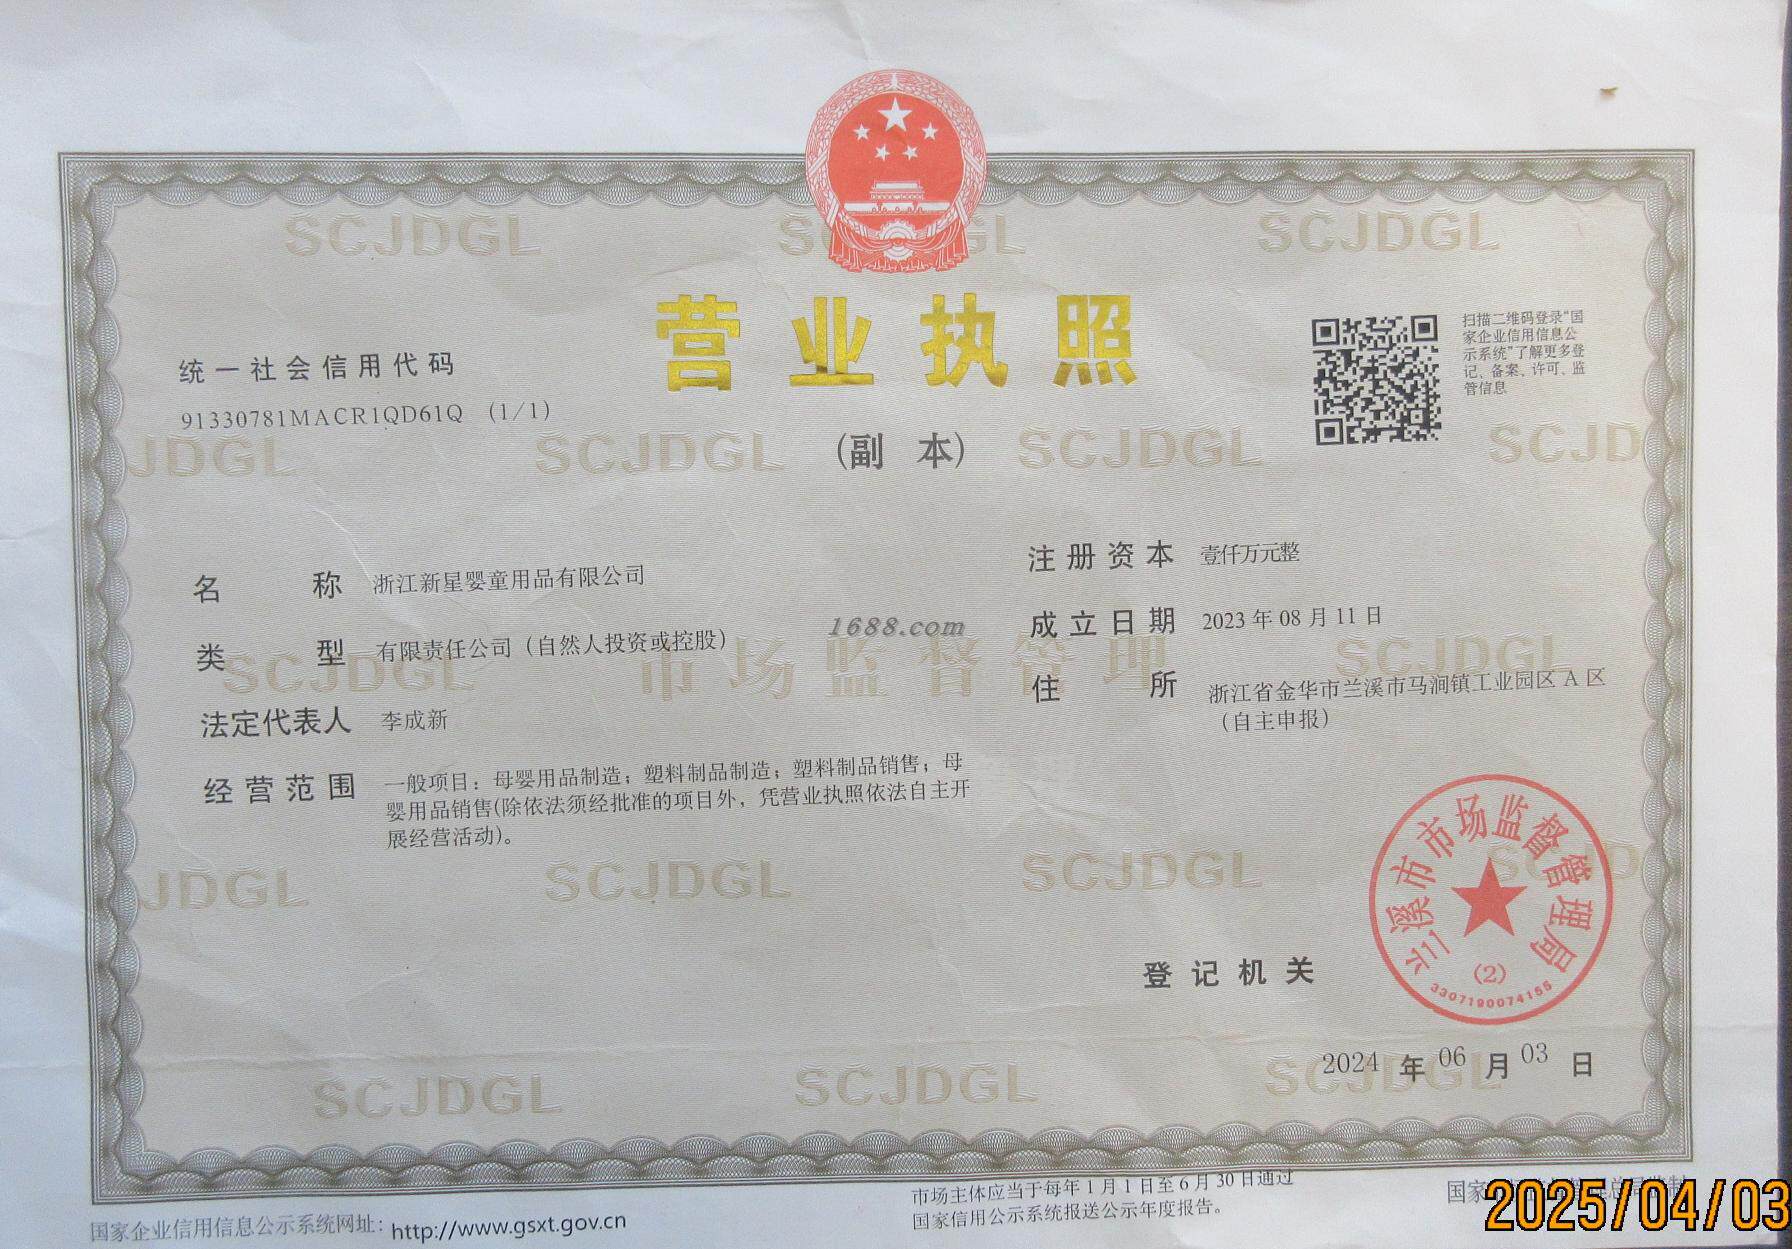 营业执照
(副 本)
统一社会信用代码
91330781MACR1QD61Q (1/1)
扫描二维码登录“国
家企业信用信息公
示系统”了解更多登
记、备案、许可、监
管信息
名 称 浙江新星婴童用品有限公司
类 型 有限责任公司（自然人投资或控股）
法定代表人 李成新
经营范围 一般项目：母婴用品制造；塑料制品制造；塑料制品销售；母
婴用品销售(除依法须经批准的项目外，凭营业执照依法自主开
展经营活动)。
注册资本 壹仟万元整
成立日期 2023年08月11日
住 所 浙江省金华市兰溪市马涧镇工业园区A区
（自主申报）
1688.com
SCJDGL
市场监督管理
登记机关
兰溪市市场监督管理局
(2)
3307190074155
2024 年 06 月 03 日
国家企业信用信息公示系统网址：http://www.gsxt.gov.cn
市场主体应当于每年1月1日至6月30日通过
国家信用公示系统报送公示年度报告。
国家
2025/04/03